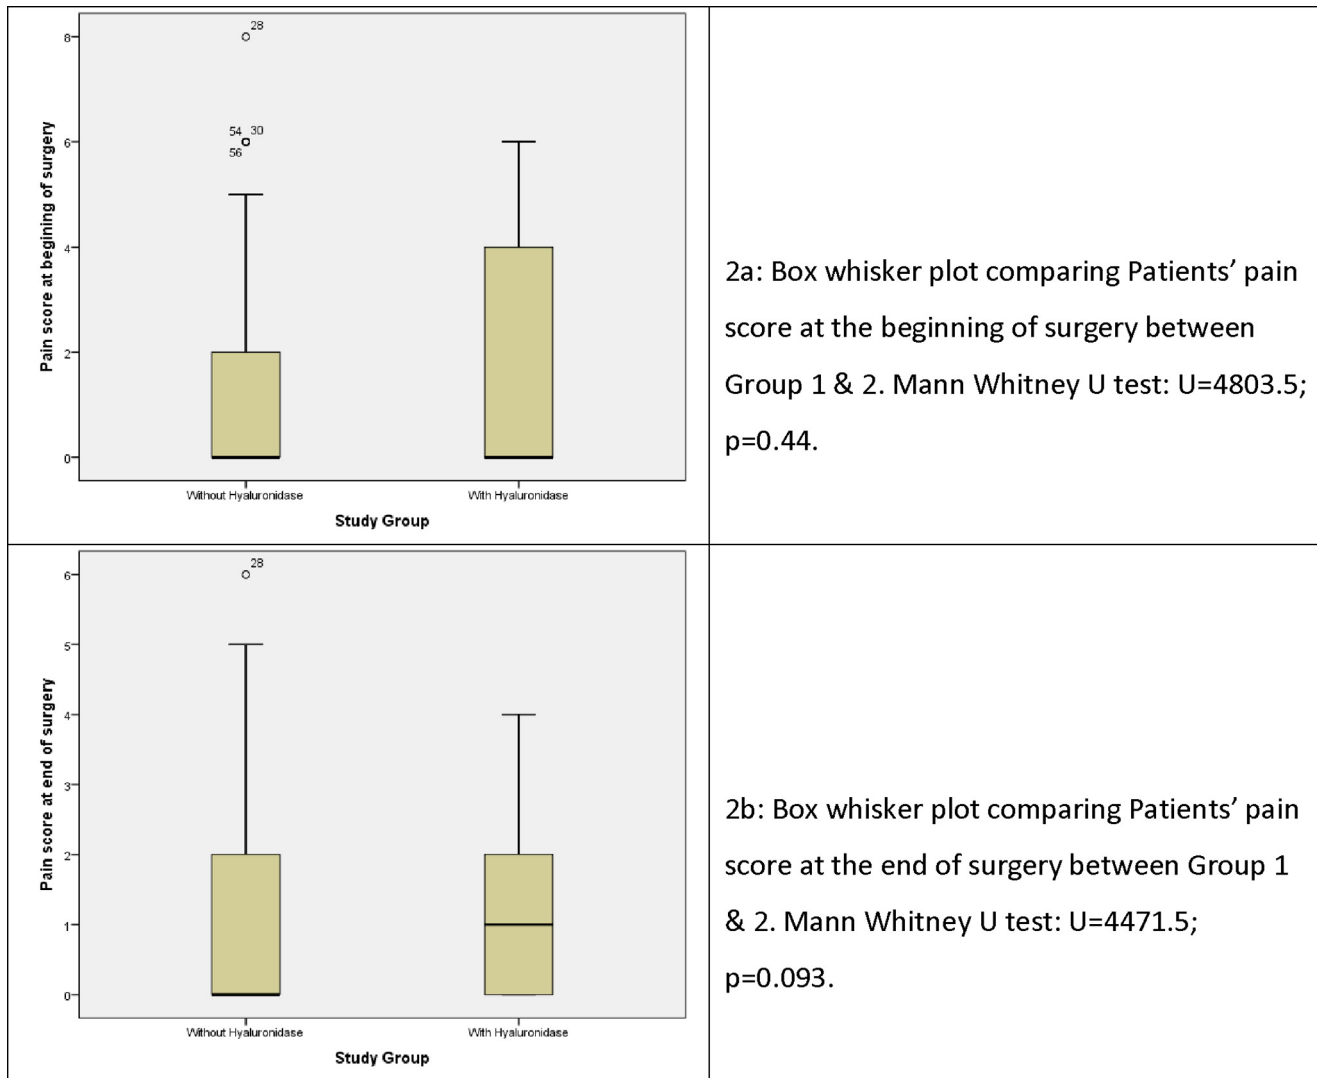 Pain score at begining of surgery
8
6
4
2
0
28
54 30
56
Without Hyaluronidase
With Hyaluronidase
Study Group
2a: Box whisker plot comparing Patients’ pain
score at the beginning of surgery between
Group 1 & 2. Mann Whitney U test: U=4803.5;
p=0.44.
Pain score at end of surgery
6
5
4
3
2
1
0
28
Without Hyaluronidase
With Hyaluronidase
Study Group
2b: Box whisker plot comparing Patients’ pain
score at the end of surgery between Group 1
& 2. Mann Whitney U test: U=4471.5;
p=0.093.